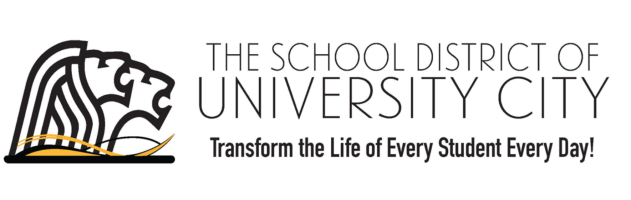 THE SCHOOL DISTRICT OF
UNIVERSITY CITY
Transform the Life of Every Student Every Day!